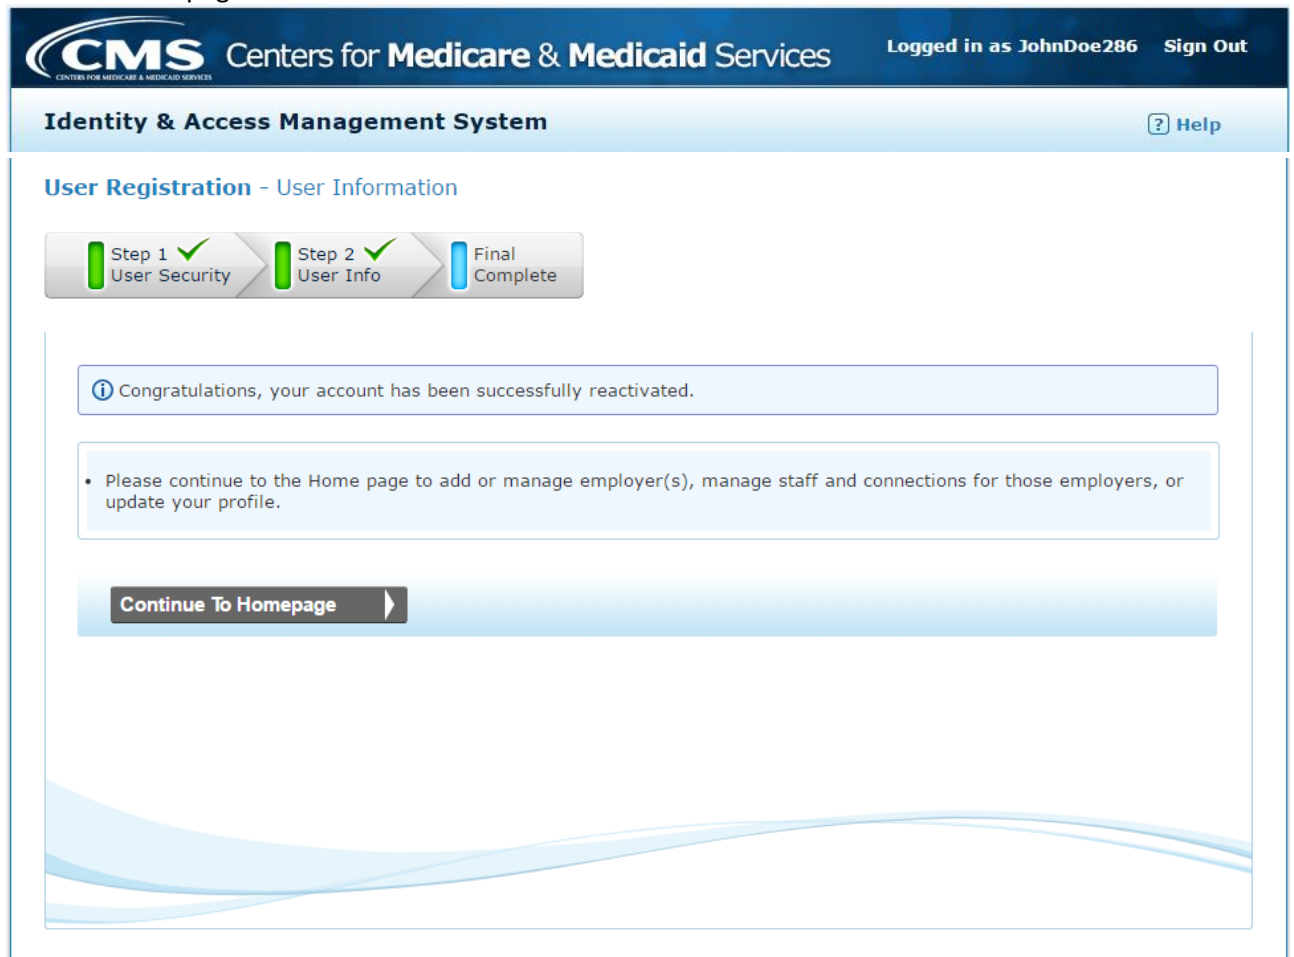 CMS
CENTERS FOR MEDICARE & MEDICAID SERVICES
Centers for Medicare & Medicaid Services
Logged in as JohnDoe286 Sign Out
Identity & Access Management System
? Help
User Registration - User Information
Step 1
User Security
Step 2
User Info
Final
Complete
Congratulations, your account has been successfully reactivated.
• Please continue to the Home page to add or manage employer(s), manage staff and connections for those employers, or
update your profile.
Continue To Homepage